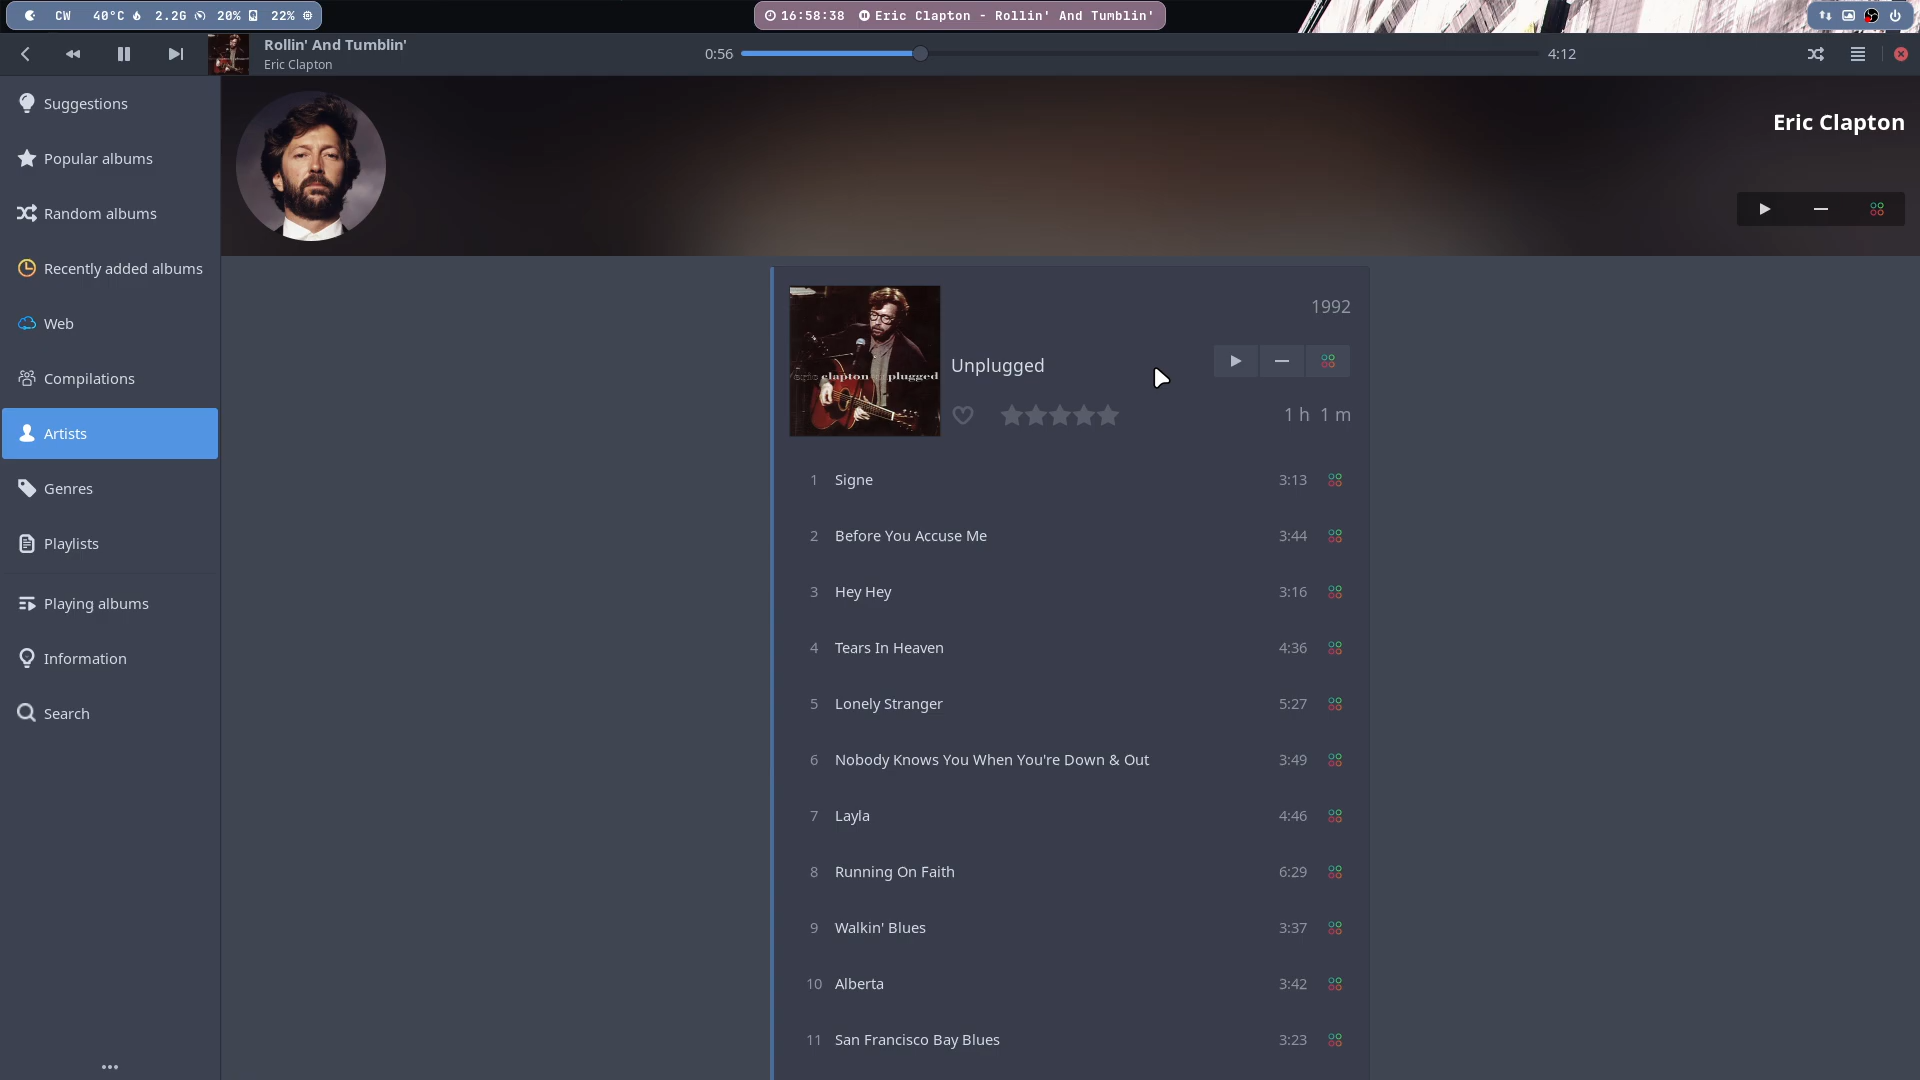 CW 40°C 2.2G 20% 22%
16:58:38 Eric Clapton - Rollin' And Tumblin'
Rollin' And Tumblin'
Eric Clapton
0:56
4:12
Suggestions
Popular albums
Random albums
Recently added albums
Web
Compilations
Artists
Genres
Playlists
Playing albums
Information
Search
Eric Clapton
1992
eric clapton unplugged
Unplugged
1 h 1 m
1 Signe 3:13
2 Before You Accuse Me 3:44
3 Hey Hey 3:16
4 Tears In Heaven 4:36
5 Lonely Stranger 5:27
6 Nobody Knows You When You're Down & Out 3:49
7 Layla 4:46
8 Running On Faith 6:29
9 Walkin' Blues 3:37
10 Alberta 3:42
11 San Francisco Bay Blues 3:23